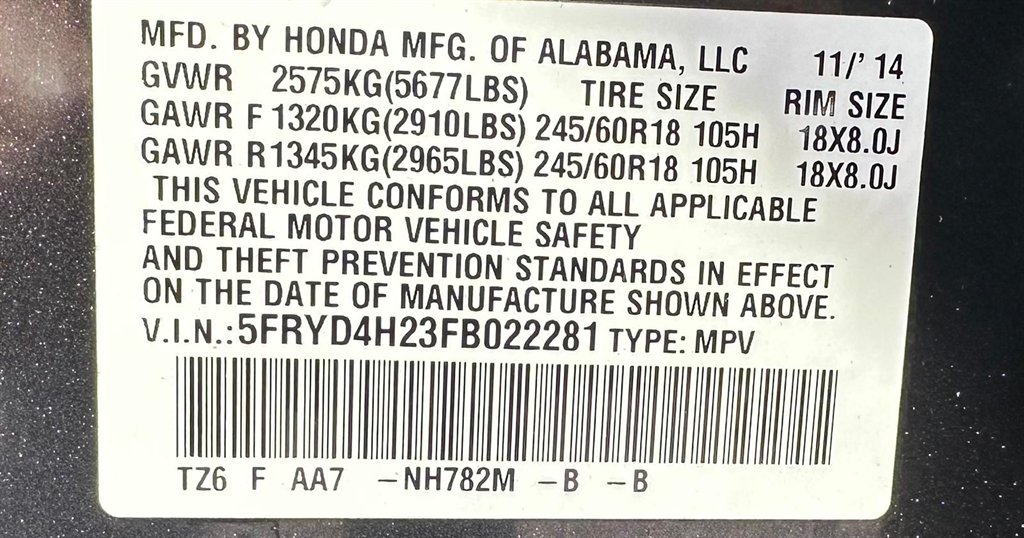 MFD. BY HONDA MFG. OF ALABAMA, LLC 11/' 14
GVWR 2575KG(5677LBS) TIRE SIZE RIM SIZE
GAWR F 1320KG(2910LBS) 245/60R18 105H 18X8.0J
GAWR R1345KG(2965LBS) 245/60R18 105H 18X8.0J
THIS VEHICLE CONFORMS TO ALL APPLICABLE
FEDERAL MOTOR VEHICLE SAFETY
AND THEFT PREVENTION STANDARDS IN EFFECT
ON THE DATE OF MANUFACTURE SHOWN ABOVE.
V.I.N.:5FRYD4H23FB022281 TYPE: MPV
TZ6 F AA7 -NH782M -B -B